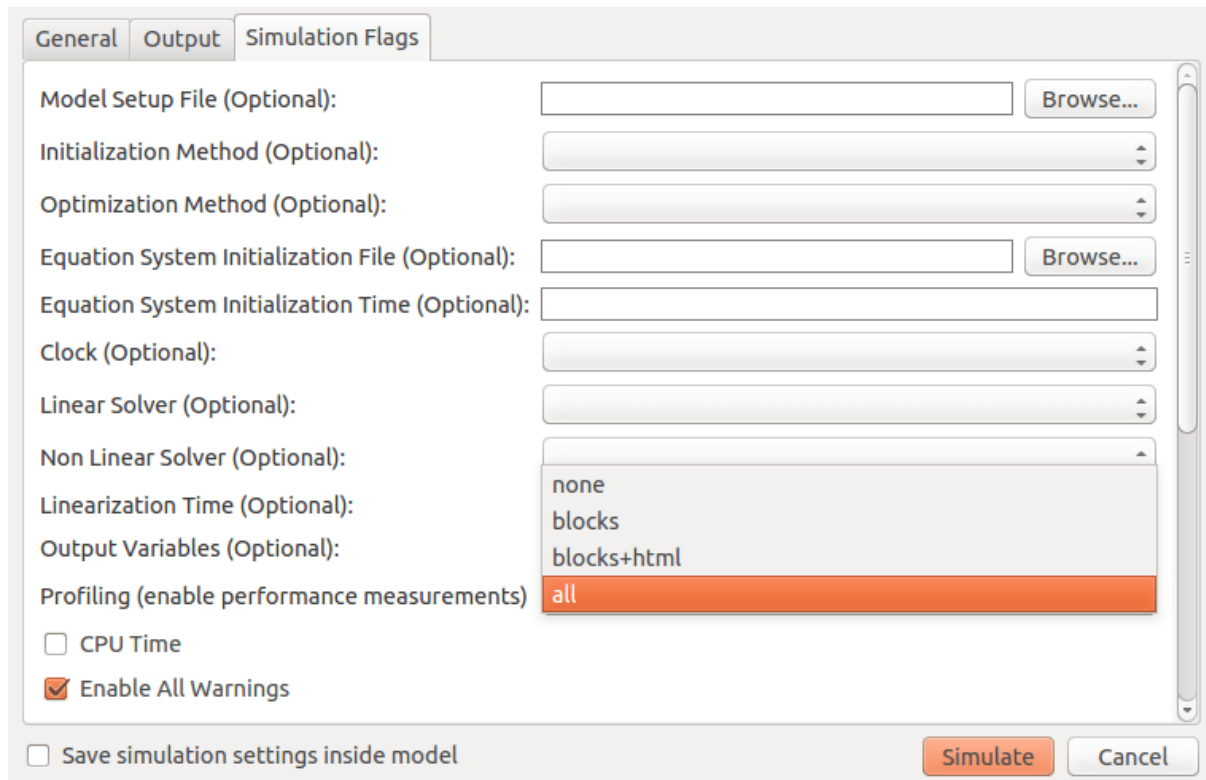 General Output Simulation Flags
Model Setup File (Optional): Browse...
Initialization Method (Optional):
Optimization Method (Optional):
Equation System Initialization File (Optional): Browse...
Equation System Initialization Time (Optional):
Clock (Optional):
Linear Solver (Optional):
Non Linear Solver (Optional):
none
Linearization Time (Optional):
blocks
Output Variables (Optional):
blocks+html
Profiling (enable performance measurements) all
CPU Time
Enable All Warnings
Save simulation settings inside model Simulate Cancel